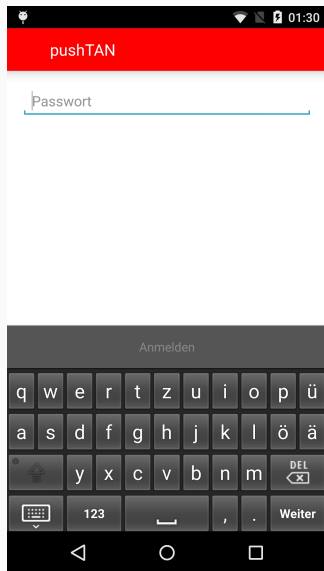 01:30
pushTAN
Passwort
Anmelden
q w e r t z u i o p ü
a s d f g h j k l ö ä
y x c v b n m DEL
123 , . Weiter